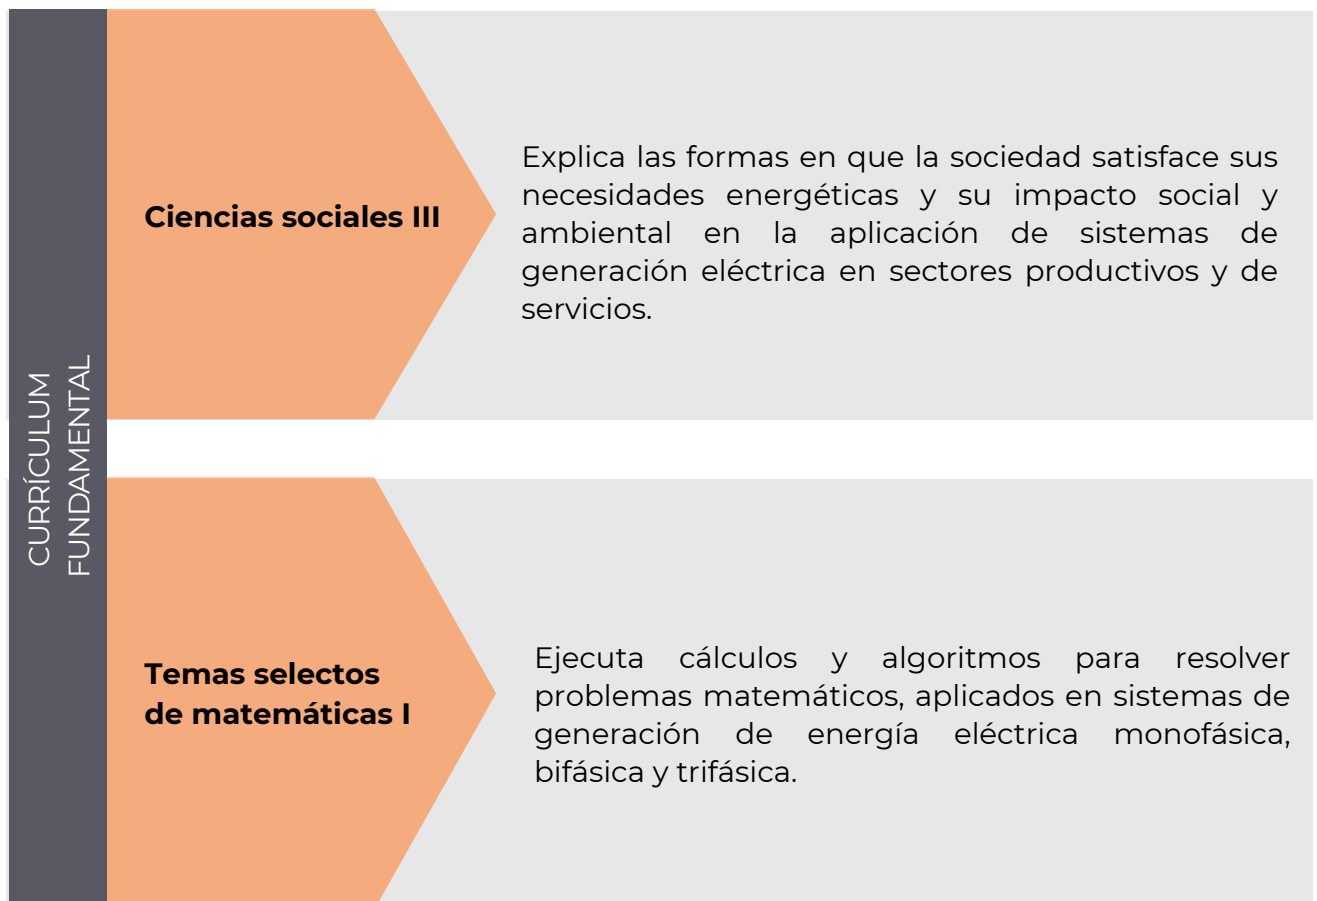 CURRÍCULUM
FUNDAMENTAL
Ciencias sociales III
Explica las formas en que la sociedad satisface sus
necesidades energéticas y su impacto social y
ambiental en la aplicación de sistemas de
generación eléctrica en sectores productivos y de
servicios.
Temas selectos
de matemáticas I
Ejecuta cálculos y algoritmos para resolver
problemas matemáticos, aplicados en sistemas de
generación de energía eléctrica monofásica,
bifásica y trifásica.